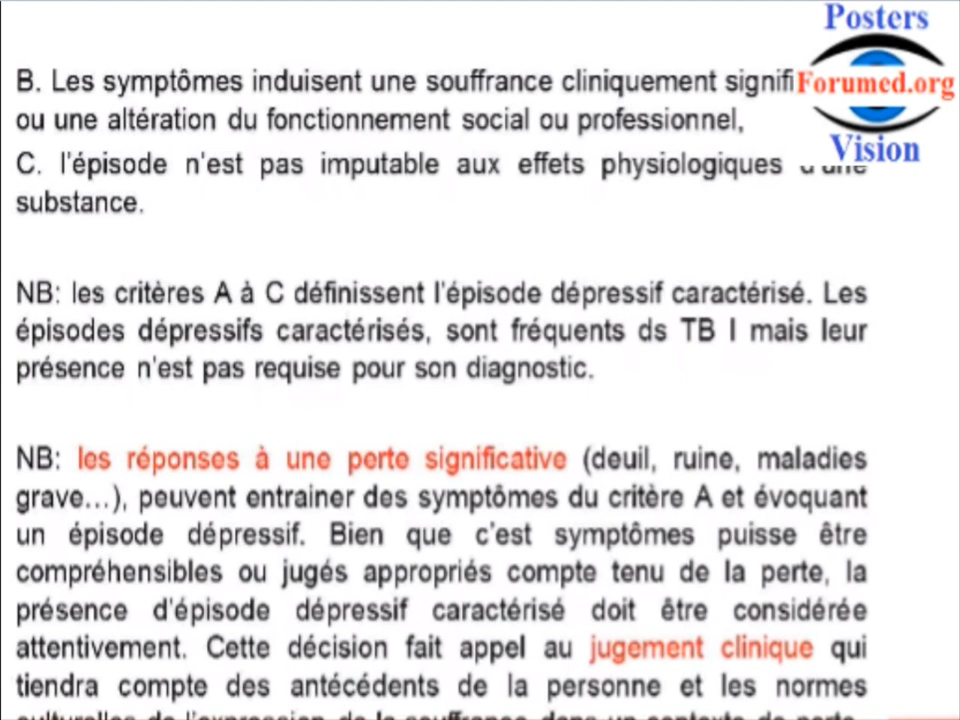 Posters
Forumed.org
Vision
B. Les symptômes induisent une souffrance cliniquement
ou une altération du fonctionnement social ou professionnel,
C. l'épisode n'est pas imputable aux effets physiologiques d'une
substance.
NB: les critères A à C définissent l'épisode dépressif caractérisé. Les
épisodes dépressifs caractérisés, sont fréquents ds TB I mais leur
présence n'est pas requise pour son diagnostic.
NB: les réponses à une perte significative (deuil, ruine, maladies
grave...), peuvent entrainer des symptômes du critère A et évoquant
un épisode dépressif. Bien que c'est symptômes puisse être
compréhensibles ou jugés appropriés compte tenu de la perte, la
présence d'épisode dépressif caractérisé doit être considérée
attentivement. Cette décision fait appel au jugement clinique qui
tiendra compte des antécédents de la personne et les normes